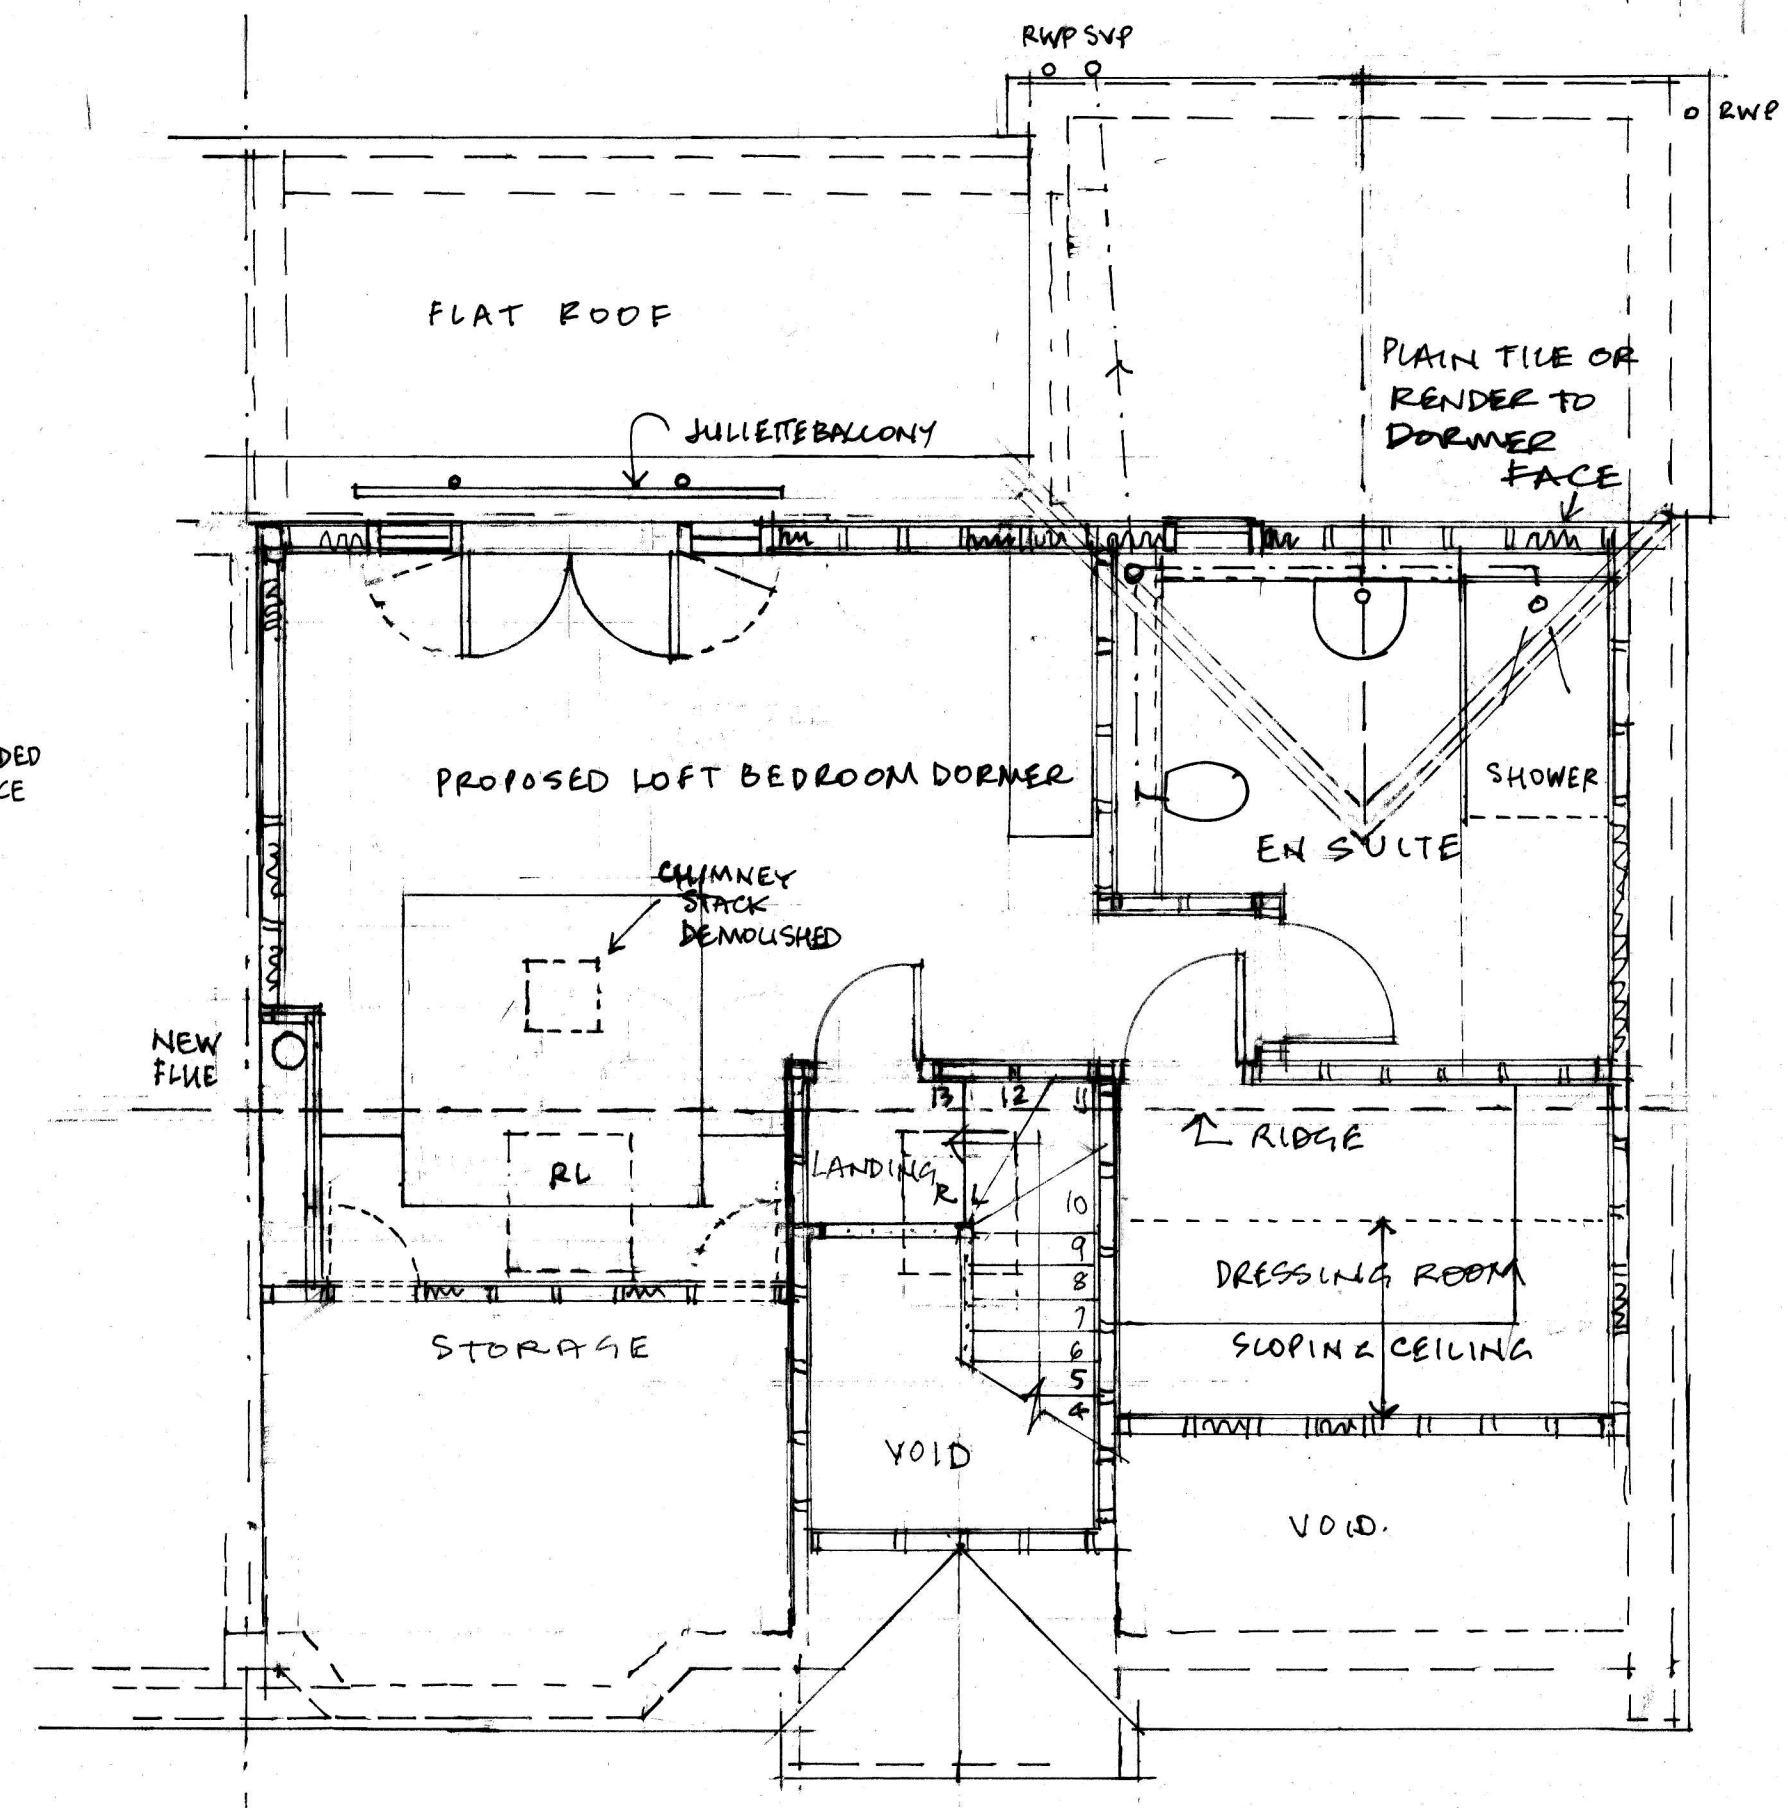 RWP SVP
RWP
FLAT ROOF
PLAIN TILE OR
RENDER TO
DORMER
FACE
JULIETTE BALCONY
DED
CE
PROPOSED LOFT BEDROOM DORMER
SHOWER
EN SUITE
CHIMNEY
STACK
DEMOLISHED
NEW
FLUE
13 12 11
RIDGE
LANDING
RL
RL
10
9
8
7
6
5
4
DRESSING ROOM
SLOPING CEILING
STORAGE
VOID
VOID.